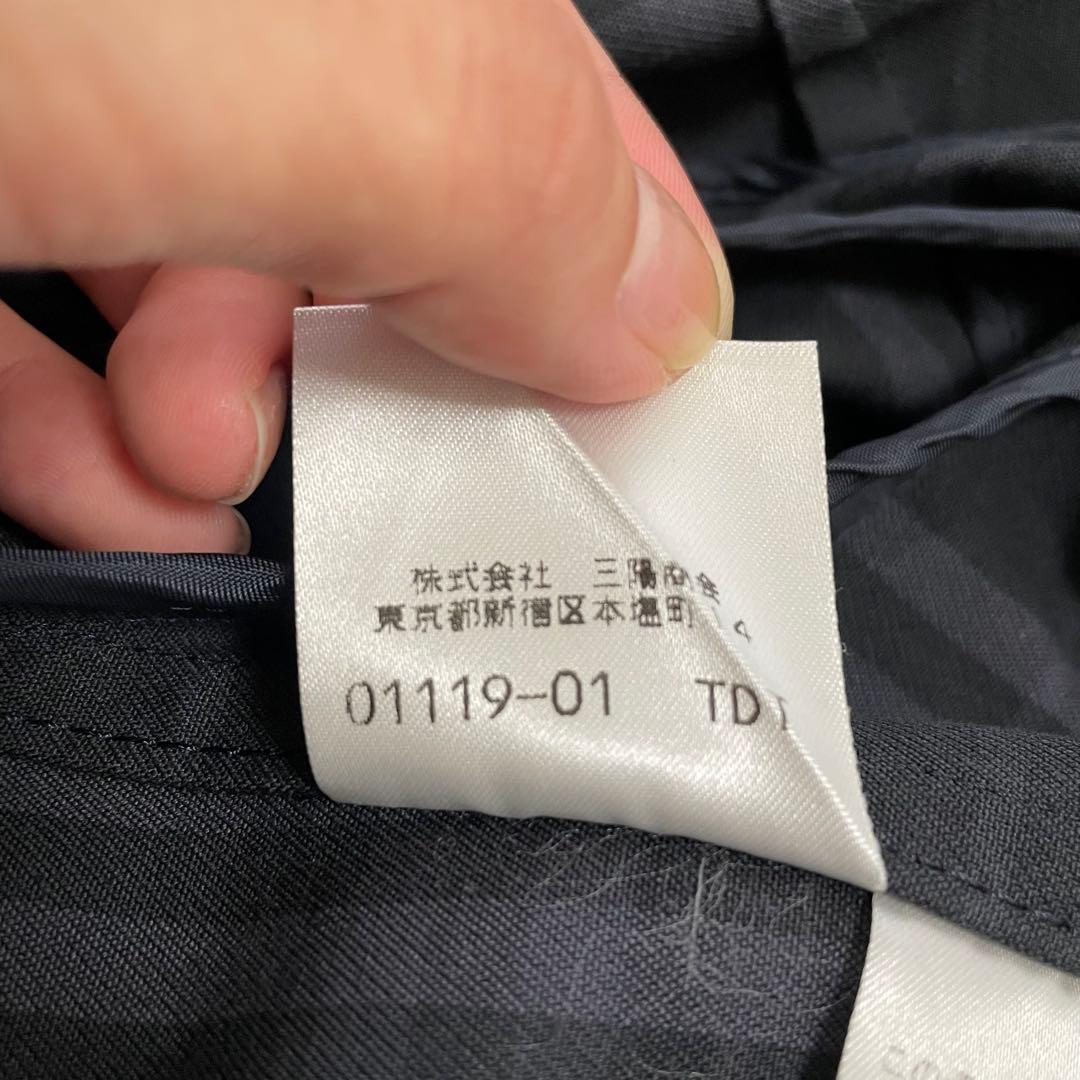 株式会社 三陽商会
東京都新宿区本塩町
01119-01 TD